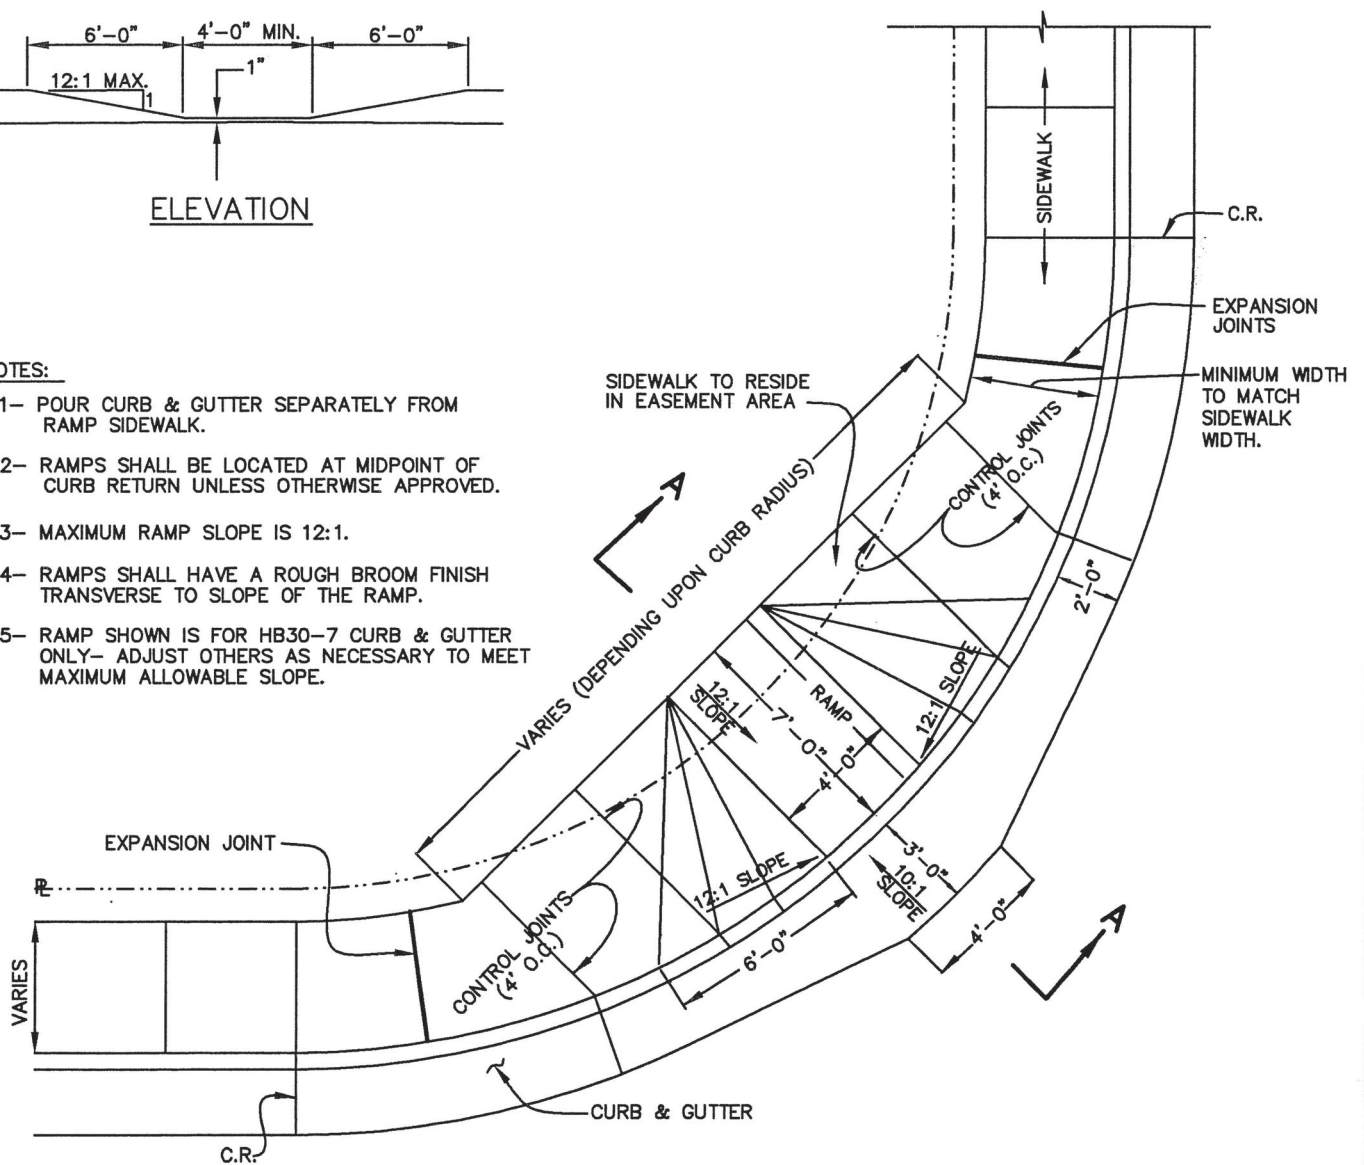 6'-0" 4'-0" MIN. 6'-0"
1"
12:1 MAX.
1
ELEVATION
OTES:
1- POUR CURB & GUTTER SEPARATELY FROM
RAMP SIDEWALK.
2- RAMPS SHALL BE LOCATED AT MIDPOINT OF
CURB RETURN UNLESS OTHERWISE APPROVED.
3- MAXIMUM RAMP SLOPE IS 12:1.
4- RAMPS SHALL HAVE A ROUGH BROOM FINISH
TRANSVERSE TO SLOPE OF THE RAMP.
5- RAMP SHOWN IS FOR HB30-7 CURB & GUTTER
ONLY- ADJUST OTHERS AS NECESSARY TO MEET
MAXIMUM ALLOWABLE SLOPE.
SIDEWALK
C.R.
EXPANSION
JOINTS
MINIMUM WIDTH
TO MATCH
SIDEWALK
WIDTH.
SIDEWALK TO RESIDE
IN EASEMENT AREA
A
VARIES (DEPENDING UPON CURB RADIUS)
CONTROL JOINTS
(4' O.C.)
2'-0"
12:1
SLOPE
RAMP
7'-0"
4'-0"
12:1 SLOPE
12:1 SLOPE
3'-0"
10:1
SLOPE
4'-0"
A
6'-0"
EXPANSION JOINT
PL
CONTROL JOINTS
(4' O.C.)
VARIES
CURB & GUTTER
C.R.